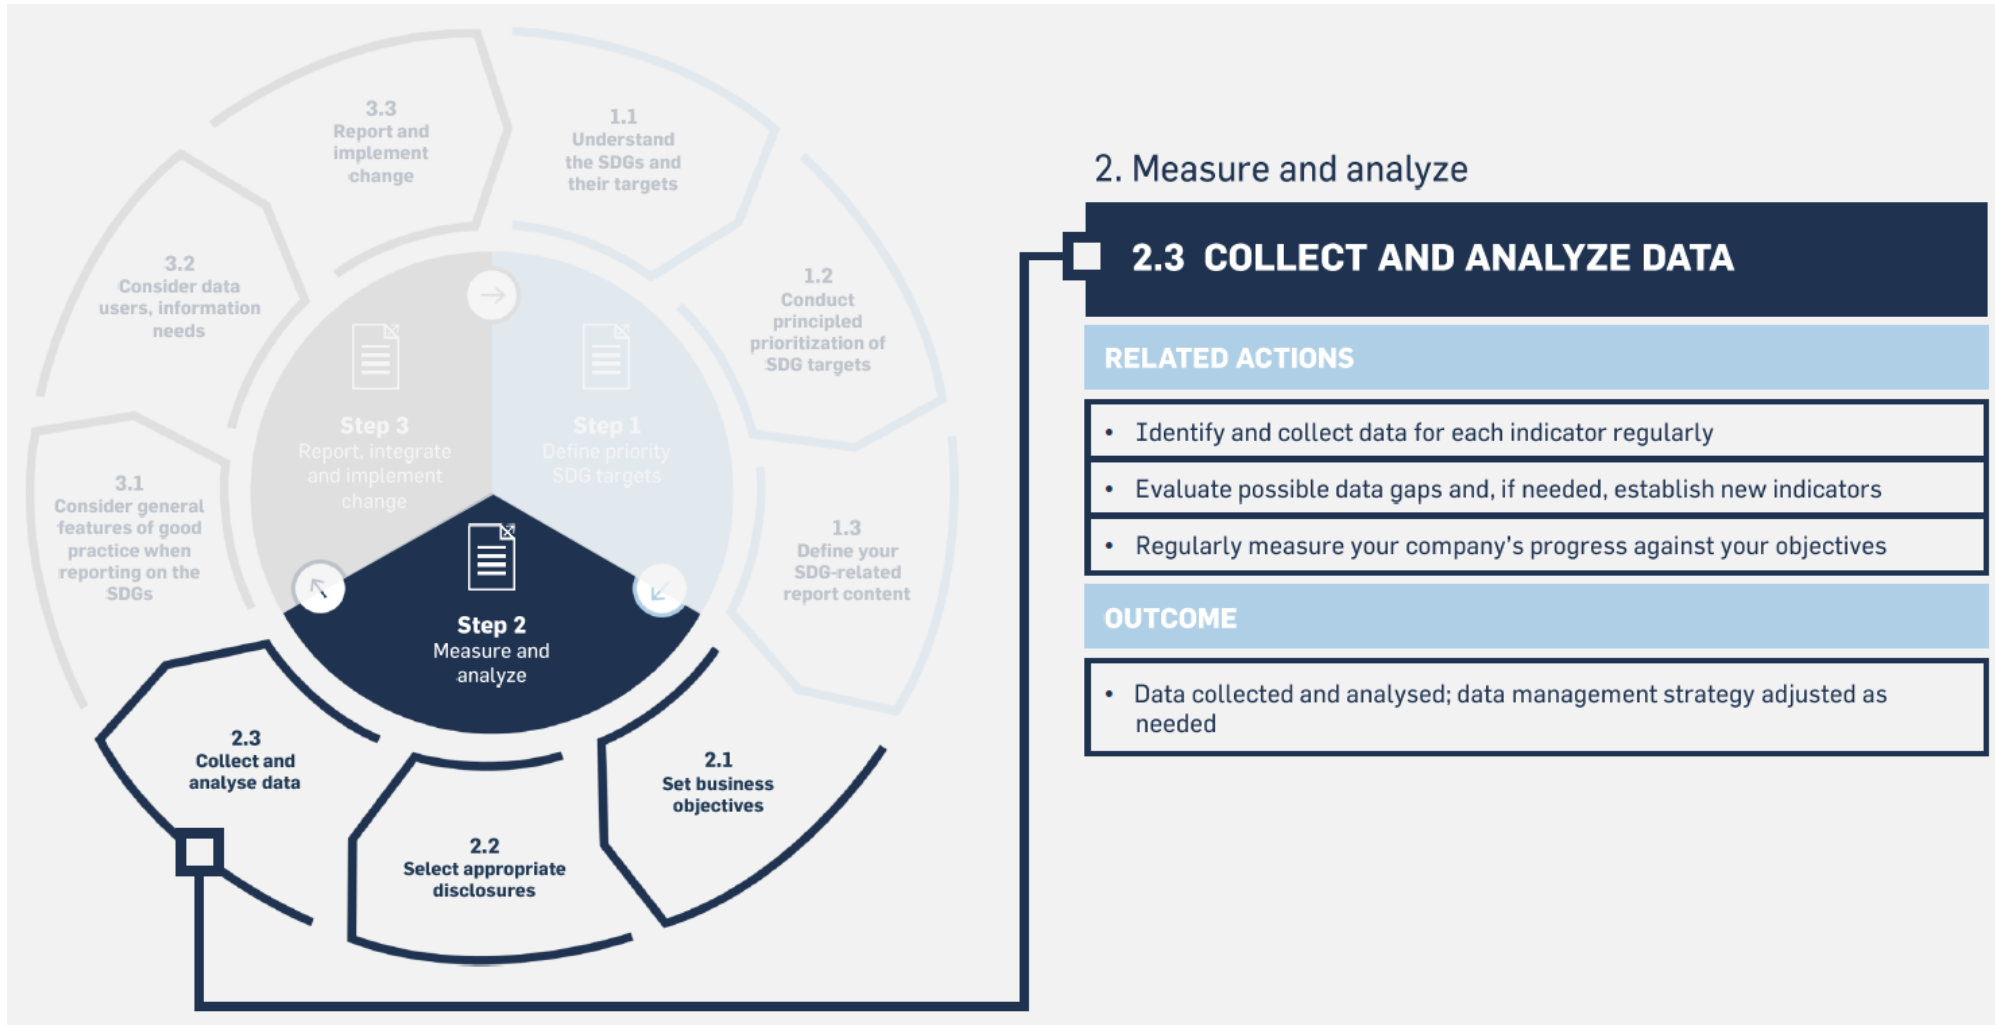 3.3
Report and
implement
change
1.1
Understand
the SDGs and
their targets
3.2
Consider data
users, information
needs
1.2
Conduct
principled
prioritization of
SDG targets
3.1
Consider general
features of good
practice when
reporting on the
SDGs
1.3
Define your
SDG-related
report content
Step 3
Report, integrate
and implement
change
Step 1
Define priority
SDG targets
Step 2
Measure and
analyze
2.3
Collect and
analyse data
2.2
Select appropriate
disclosures
2.1
Set business
objectives
2. Measure and analyze
2.3 COLLECT AND ANALYZE DATA
RELATED ACTIONS
• Identify and collect data for each indicator regularly
• Evaluate possible data gaps and, if needed, establish new indicators
• Regularly measure your company's progress against your objectives
OUTCOME
• Data collected and analysed; data management strategy adjusted as
needed